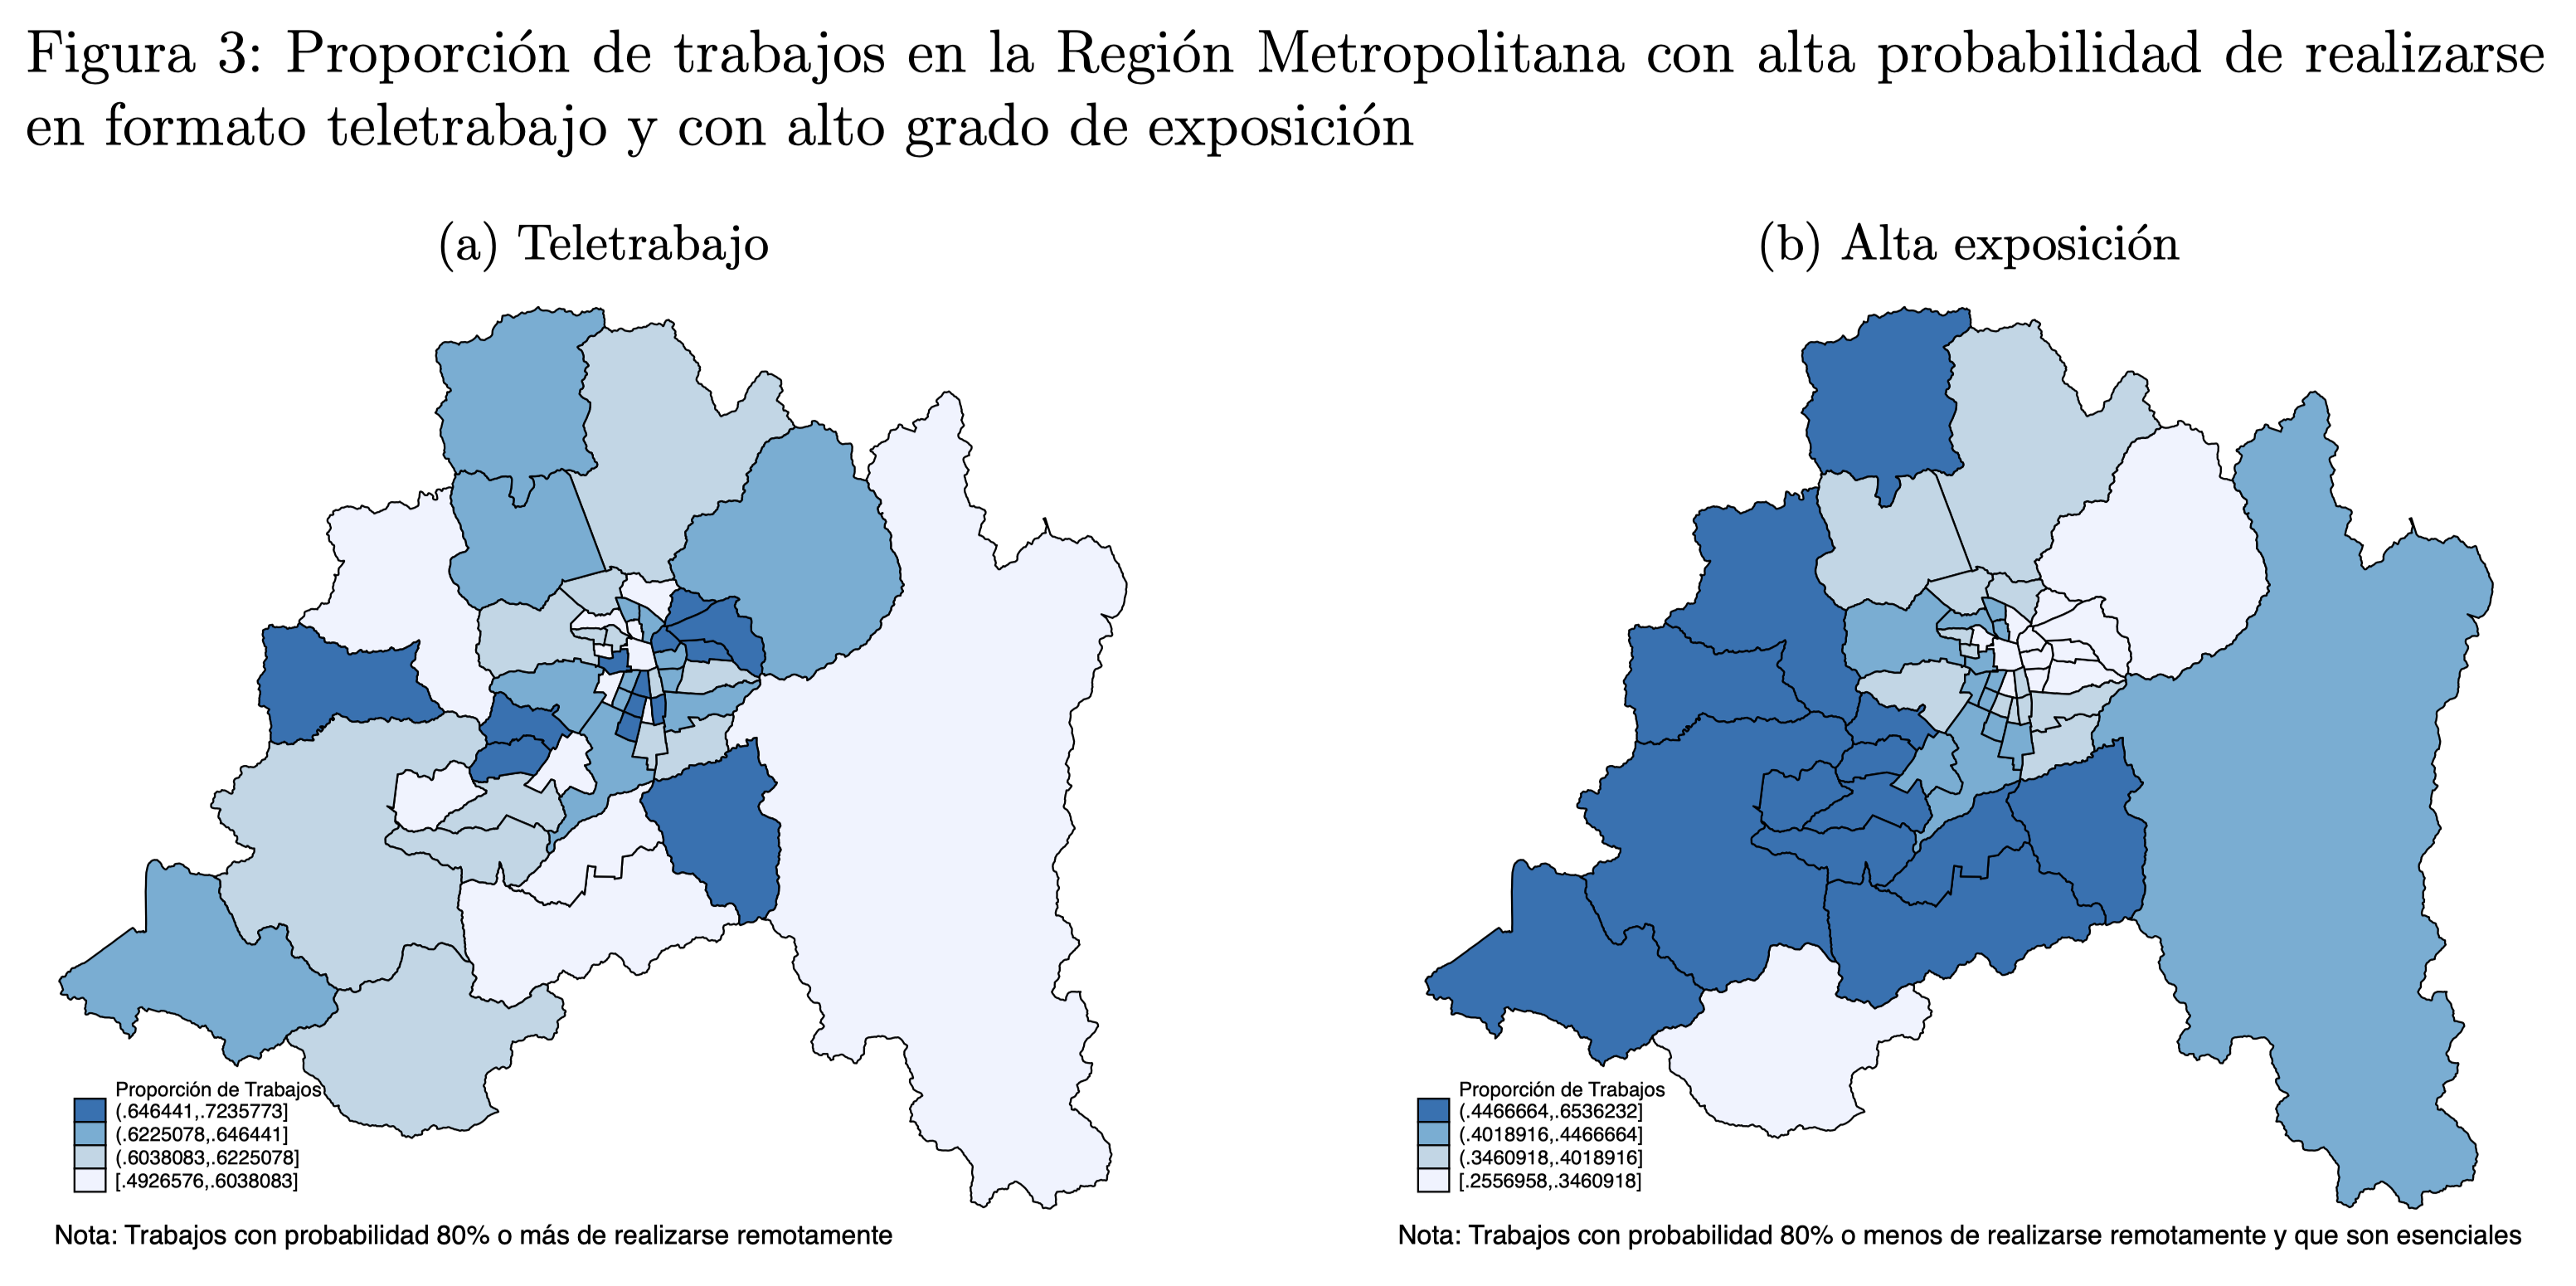 Figura 3: Proporción de trabajos en la Región Metropolitana con alta probabilidad de realizarse
en formato teletrabajo y con alto grado de exposición
(a) Teletrabajo
Proporción de Trabajos
(.646441,.7235773]
(.6225078,.646441]
(.6038083,.6225078]
[.4926576,.6038083]
Nota: Trabajos con probabilidad 80% o más de realizarse remotamente
(b) Alta exposición
Proporción de Trabajos
(.4466664,.6536232]
(.4018916,.4466664]
(.3460918,.4018916]
[.2556958,.3460918]
Nota: Trabajos con probabilidad 80% o menos de realizarse remotamente y que son esenciales